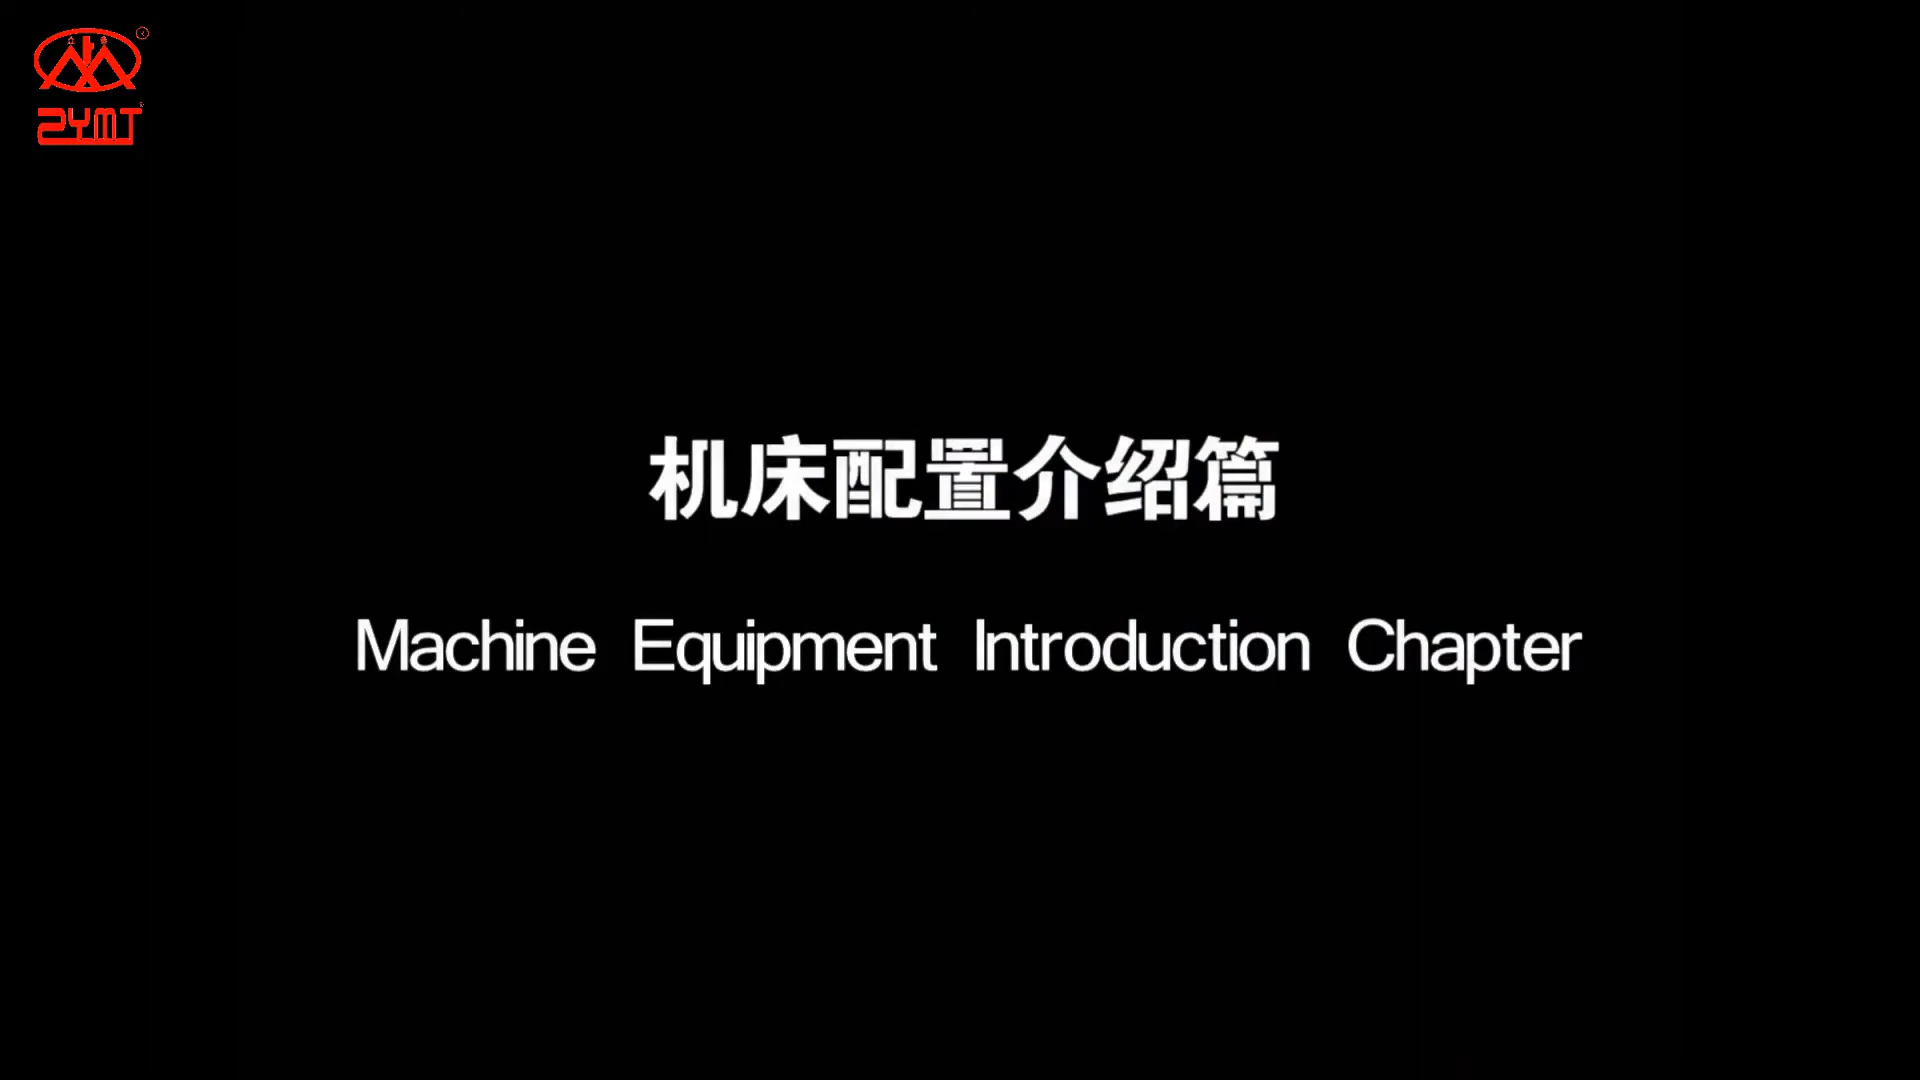 ZYMT
机床配置介绍篇
Machine Equipment Introduction Chapter